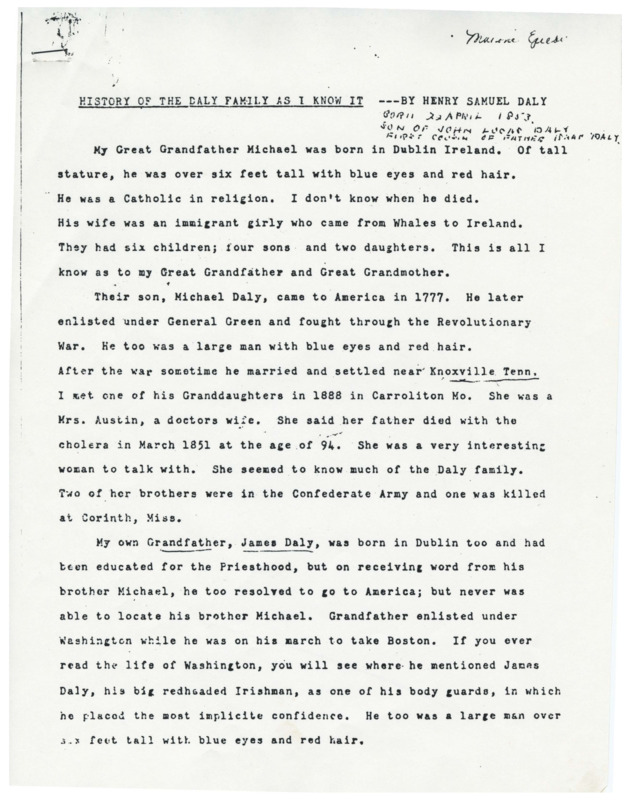 HISTORY OF THE DALY FAMILY AS I KNOW IT ---BY HENRY SAMUEL DALY
BORN 22 APRIL 1853.
SON OF JOHN LUCAS DALY
FIRST COUSIN OF FATHER ISAAC DALY.
My Great Grandfather Michael was born in Dublin Ireland. Of tall
stature, he was over six feet tall with blue eyes and red hair.
He was a Catholic in religion. I don't know when he died.
His wife was an immigrant girly who came from Whales to Ireland.
They had six children; four sons and two daughters. This is all I
know as to my Great Grandfather and Great Grandmother.
Their son, Michael Daly, came to America in 1777. He later
enlisted under General Green and fought through the Revolutionary
War. He too was a large man with blue eyes and red hair.
After the war sometime he married and settled near Knoxville Tenn.
I met one of his Granddaughters in 1888 in Carroliton Mo. She was a
Mrs. Austin, a doctors wife. She said her father died with the
cholera in March 1851 at the age of 94. She was a very interesting
woman to talk with. She seemed to know much of the Daly family.
Two of her brothers were in the Confederate Army and one was killed
at Corinth, Miss.
My own Grandfather, James Daly, was born in Dublin too and had
been educated for the Priesthood, but on receiving word from his
brother Michael, he too resolved to go to America; but never was
able to locate his brother Michael. Grandfather enlisted under
Washington while he was on his march to take Boston. If you ever
read the life of Washington, you will see where he mentioned James
Daly, his big redheaded Irishman, as one of his body guards, in which
he placed the most implicite confidence. He too was a large man over
six feet tall with blue eyes and red hair.